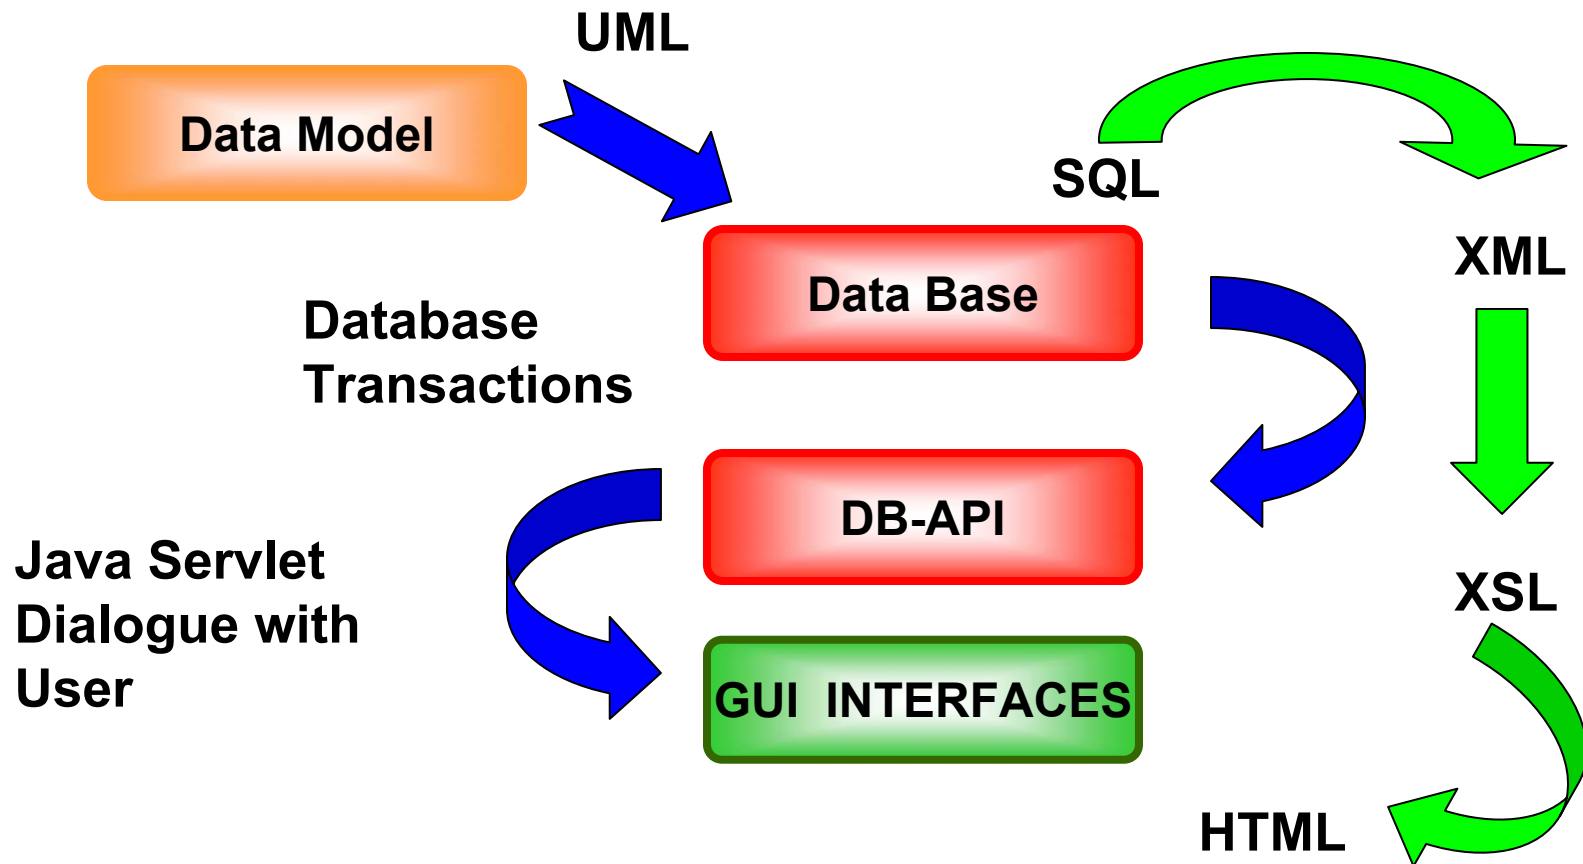 UML
Data Model
SQL
XML
Data Base
Database
Transactions
DB-API
Java Servlet
Dialogue with
User
XSL
GUI INTERFACES
HTML